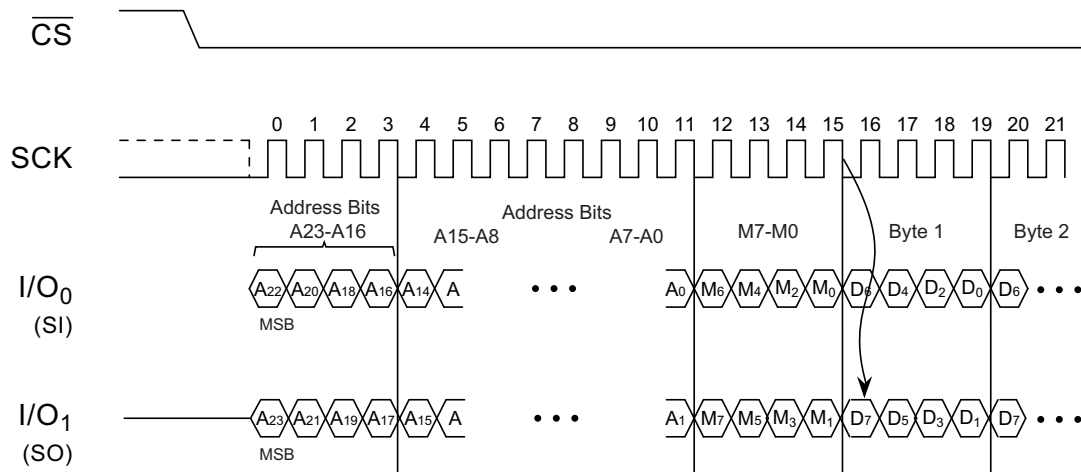 CS
SCK
0 1 2 3 4 5 6 7 8 9 10 11 12 13 14 15 16 17 18 19 20 21
Address Bits
A23-A16
Address Bits
A15-A8
A7-A0
M7-M0
Byte 1
Byte 2
I/O0
(SI)
A22 A20 A18 A16 A14 A • • • A0 M6 M4 M2 M0 D6 D4 D2 D0 D6 • • •
MSB
I/O1
(SO)
A23 A21 A19 A17 A15 A • • • A1 M7 M5 M3 M1 D7 D5 D3 D1 D7 • • •
MSB